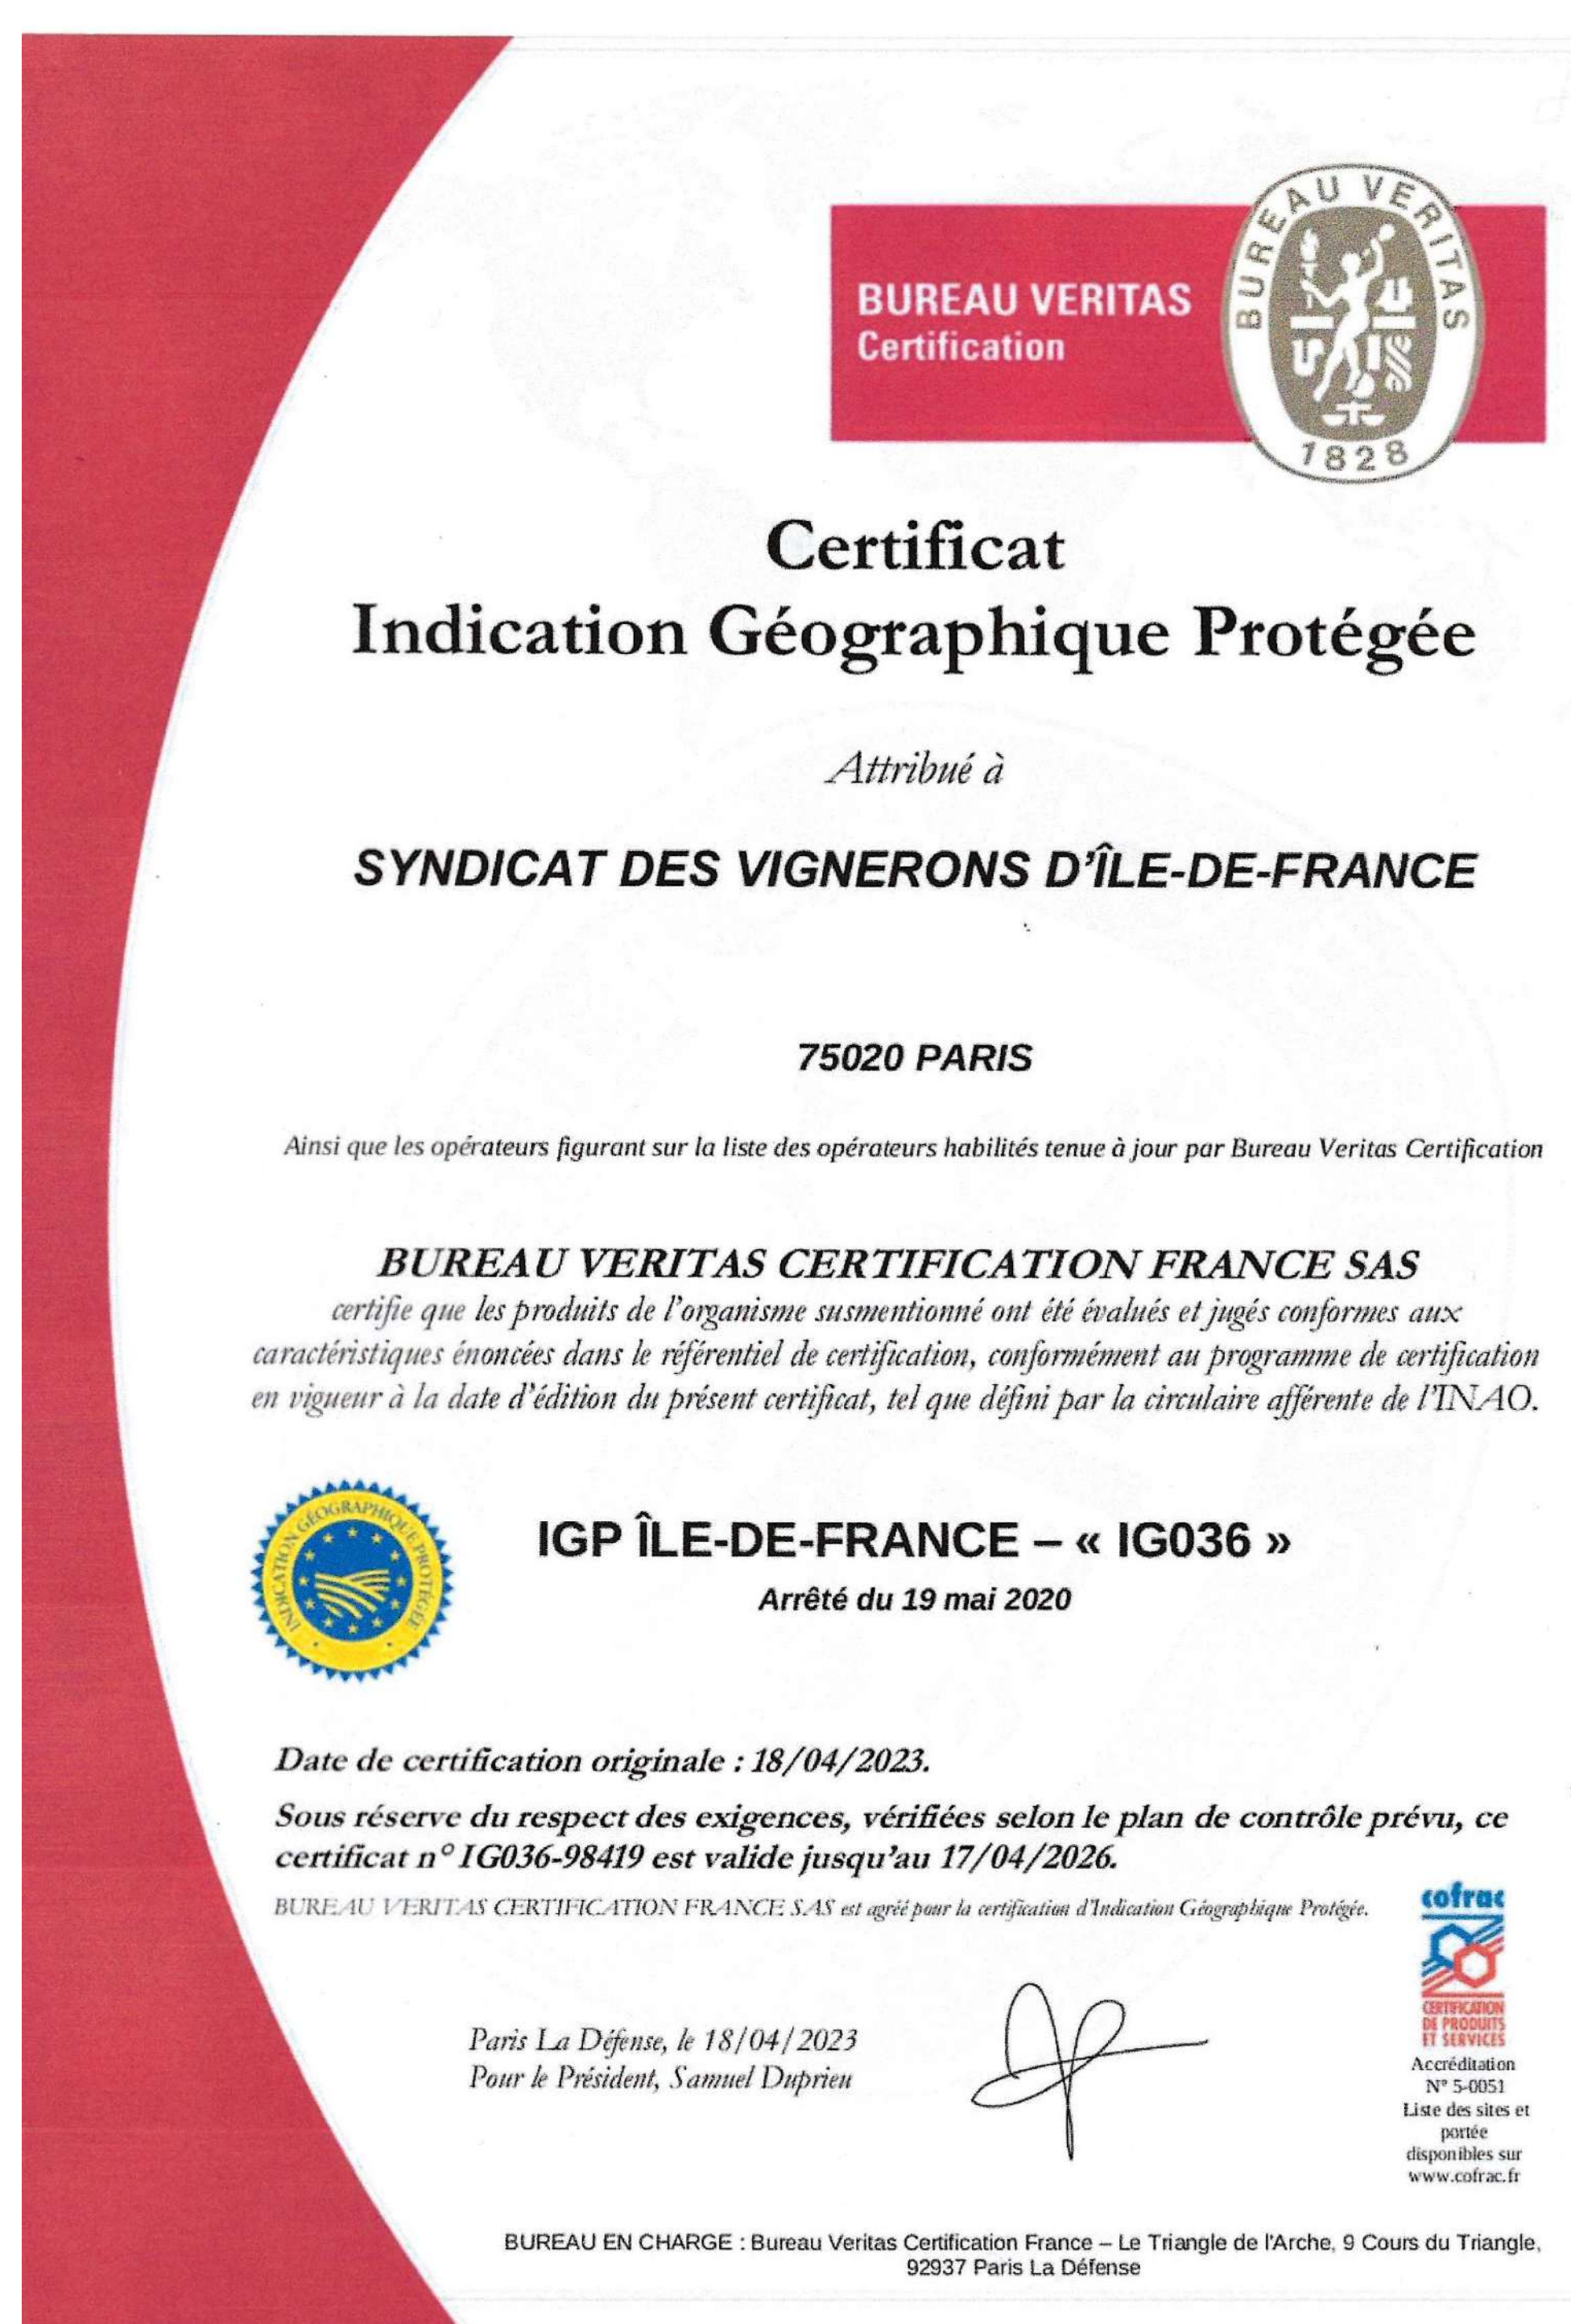 BUREAU VERITAS
Certification
BUREAU VERITAS
1828
Certificat
Indication Géographique Protégée
Attribué à
SYNDICAT DES VIGNERONS D'ÎLE-DE-FRANCE
75020 PARIS
Ainsi que les opérateurs figurant sur la liste des opérateurs habilités tenue à jour par Bureau Veritas Certification
BUREAU VERITAS CERTIFICATION FRANCE SAS
certifie que les produits de l'organisme susmentionné ont été évalués et jugés conformes aux
caractéristiques énoncées dans le référentiel de certification, conformément au programme de certification
en vigueur à la date d'édition du présent certificat, tel que défini par la circulaire afférente de l'INAO.
INDICATION GÉOGRAPHIQUE PROTÉGÉE
IGP ÎLE-DE-FRANCE – « IG036 »
Arrêté du 19 mai 2020
Date de certification originale : 18/04/2023.
Sous réserve du respect des exigences, vérifiées selon le plan de contrôle prévu, ce
certificat n° IG036-98419 est valide jusqu'au 17/04/2026.
BUREAU VERITAS CERTIFICATION FRANCE SAS est agréé pour la certification d'Indication Géographique Protégée.
cofrac
CERTIFICATION
DE PRODUITS
ET SERVICES
Accréditation
N° 5-0051
Liste des sites et
portée
disponibles sur
www.cofrac.fr
Paris La Défense, le 18/04/2023
Pour le Président, Samuel Duprieu
BUREAU EN CHARGE : Bureau Veritas Certification France – Le Triangle de l'Arche, 9 Cours du Triangle,
92937 Paris La Défense